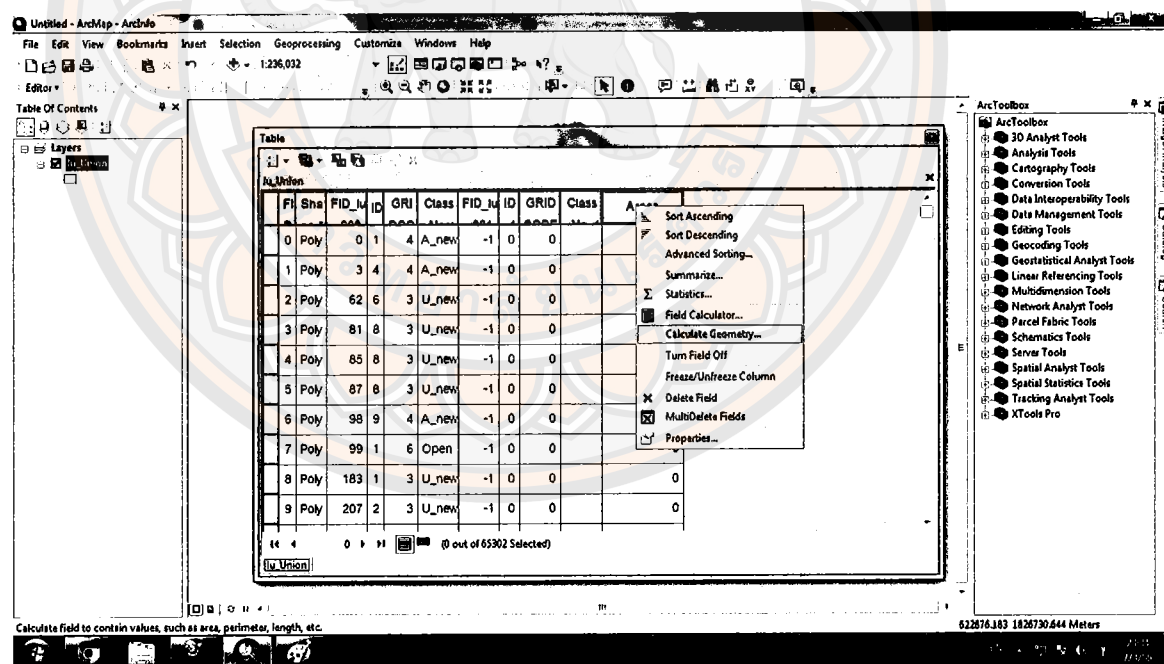 Untitled - ArcMap - ArcInfo
File Edit View Bookmarks Insert Selection Geoprocessing Customize Windows Help
1:236,032
Editor
Table Of Contents
Layers
lu_Union
Table
lu_Union
FI Sha FID_lu ID GRI Class FID_lu ID GRID Class
0 Poly 0 1 4 A_new -1 0 0
1 Poly 3 4 4 A_new -1 0 0
2 Poly 62 6 3 U_new -1 0 0
3 Poly 81 8 3 U_new -1 0 0
4 Poly 85 8 3 U_new -1 0 0
5 Poly 87 8 3 U_new -1 0 0
6 Poly 98 9 4 A_new -1 0 0
7 Poly 99 1 6 Open -1 0 0
8 Poly 183 1 3 U_new -1 0 0 0
9 Poly 207 2 3 U_new -1 0 0 0
Sort Ascending
Sort Descending
Advanced Sorting...
Summarize...
Statistics...
Field Calculator...
Calculate Geometry...
Turn Field Off
Freeze/Unfreeze Column
Delete Field
MultiDelete Fields
Properties...
0
(0 out of 65302 Selected)
lu_Union
ArcToolbox
ArcToolbox
3D Analyst Tools
Analysis Tools
Cartography Tools
Conversion Tools
Data Interoperability Tools
Data Management Tools
Editing Tools
Geocoding Tools
Geostatistical Analyst Tools
Linear Referencing Tools
Multidimension Tools
Network Analyst Tools
Parcel Fabric Tools
Schematics Tools
Server Tools
Spatial Analyst Tools
Spatial Statistics Tools
Tracking Analyst Tools
XTools Pro
Calculate field to contain values, such as area, perimeter, length, etc.
622876.183 1826730.644 Meters